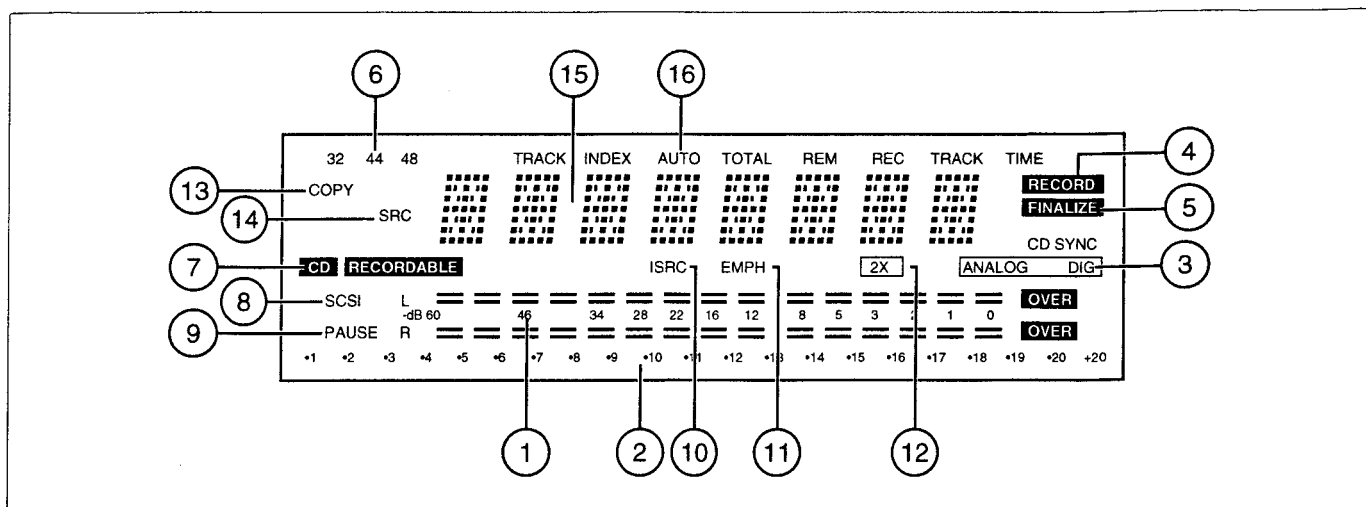 6 15 16
32 44 48 TRACK INDEX AUTO TOTAL REM REC TRACK TIME
4
13 COPY RECORD
14 SRC FINALIZE 5
CD SYNC
7 CD RECORDABLE ISRC EMPH 2X ANALOG DIG 3
8 SCSI L OVER
-dB 60 46 34 28 22 16 12 8 5 3 1 0
9 PAUSE R OVER
•1 •2 •3 •4 •5 •6 •7 •8 •9 •10 •11 •12 •13 •14 •15 •16 •17 •18 •19 •20 +20
1 2 10 11 12